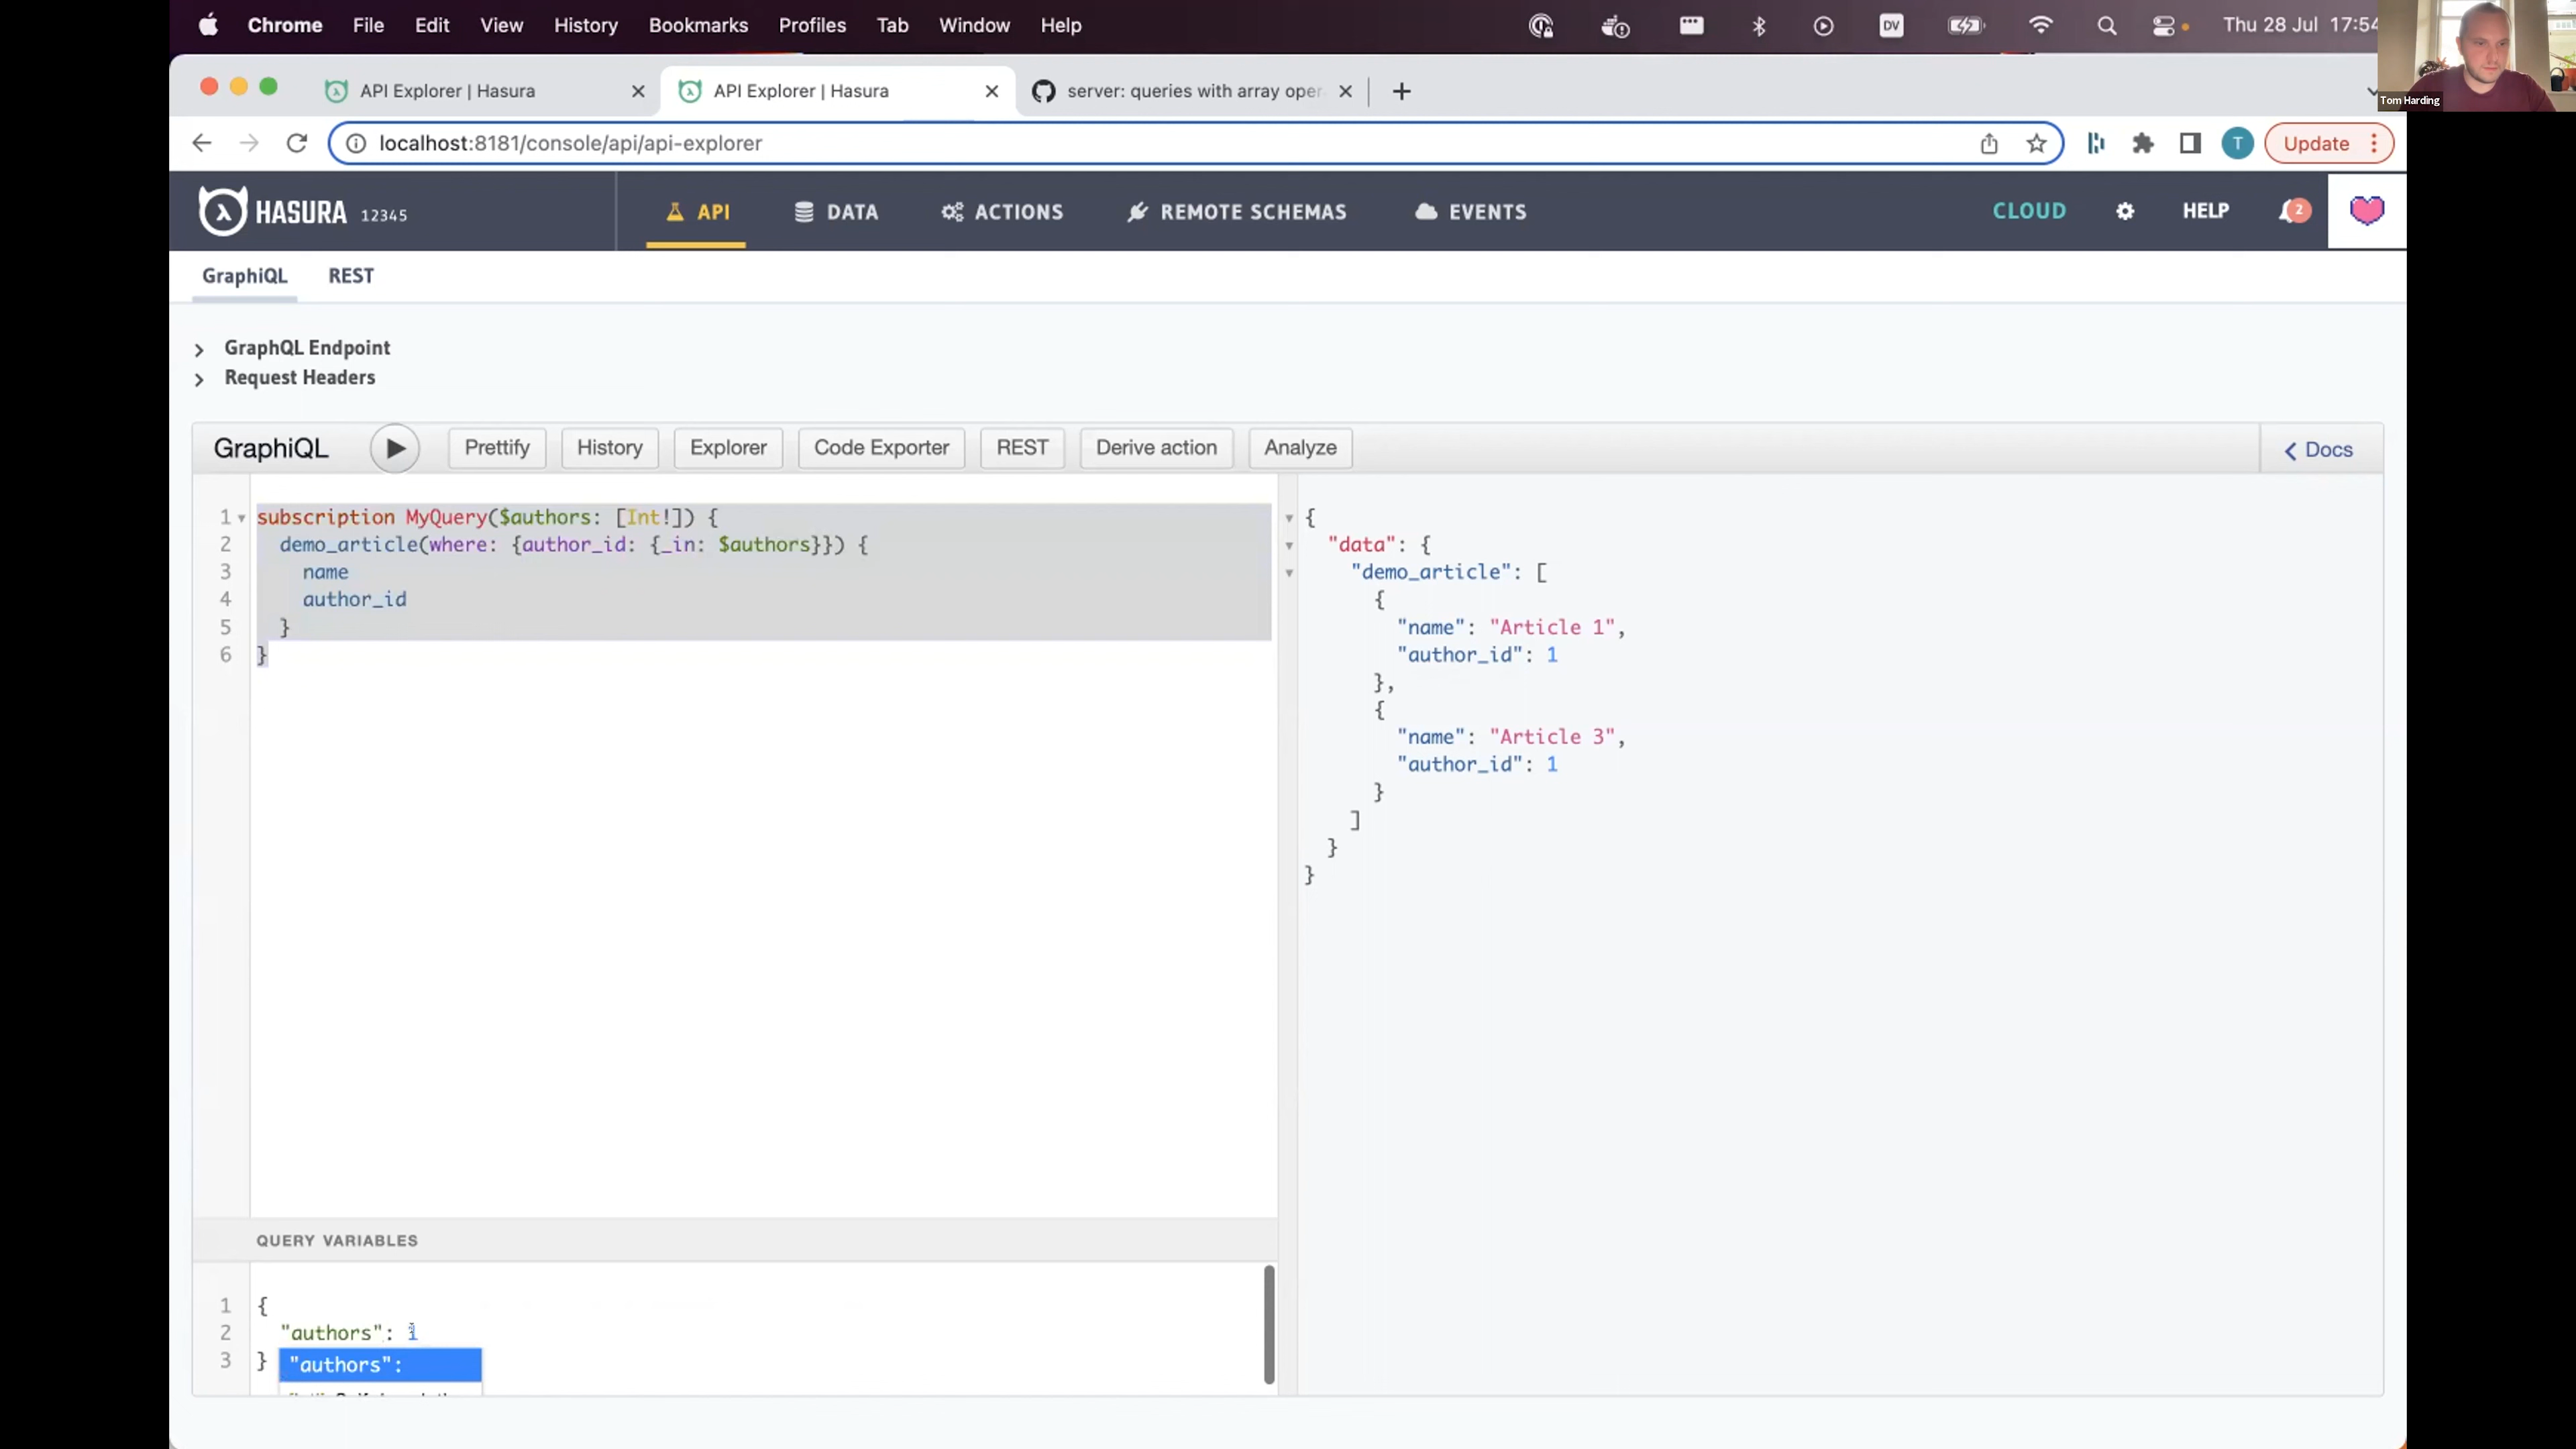 Chrome File Edit View History Bookmarks Profiles Tab Window Help DV Thu 28 Jul 17:54
Tom Harding
API Explorer | Hasura API Explorer | Hasura server: queries with array oper
localhost:8181/console/api/api-explorer T Update
HASURA 12345 API DATA ACTIONS REMOTE SCHEMAS EVENTS CLOUD HELP 2
GraphiQL REST
GraphQL Endpoint
Request Headers
GraphiQL Prettify History Explorer Code Exporter REST Derive action Analyze Docs
1 subscription MyQuery($authors: [Int!]) {
2 demo_article(where: {author_id: {_in: $authors}}) {
3 name
4 author_id
5 }
6 }
{
"data": {
"demo_article": [
{
"name": "Article 1",
"author_id": 1
},
{
"name": "Article 3",
"author_id": 1
}
]
}
}
QUERY VARIABLES
1 {
2 "authors":
3 }
"authors":